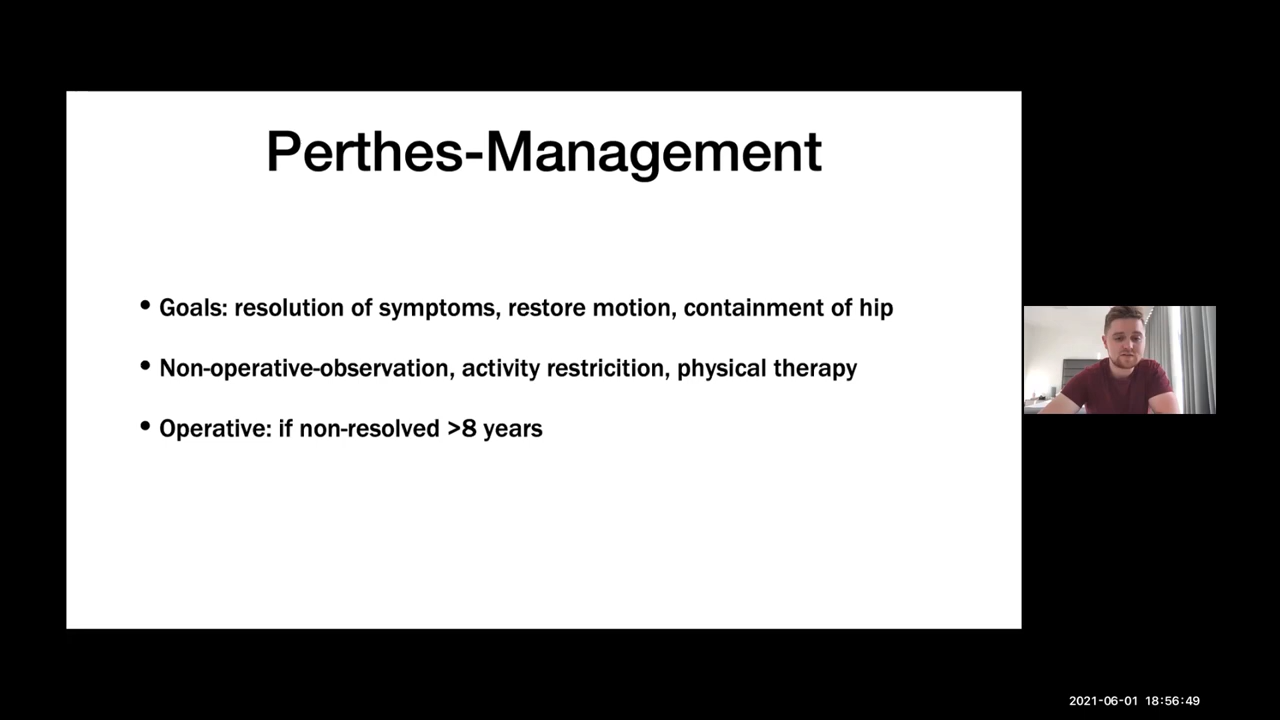 Perthes-Management
• Goals: resolution of symptoms, restore motion, containment of hip
• Non-operative-observation, activity restricition, physical therapy
• Operative: if non-resolved >8 years
2021-06-01 18:56:49